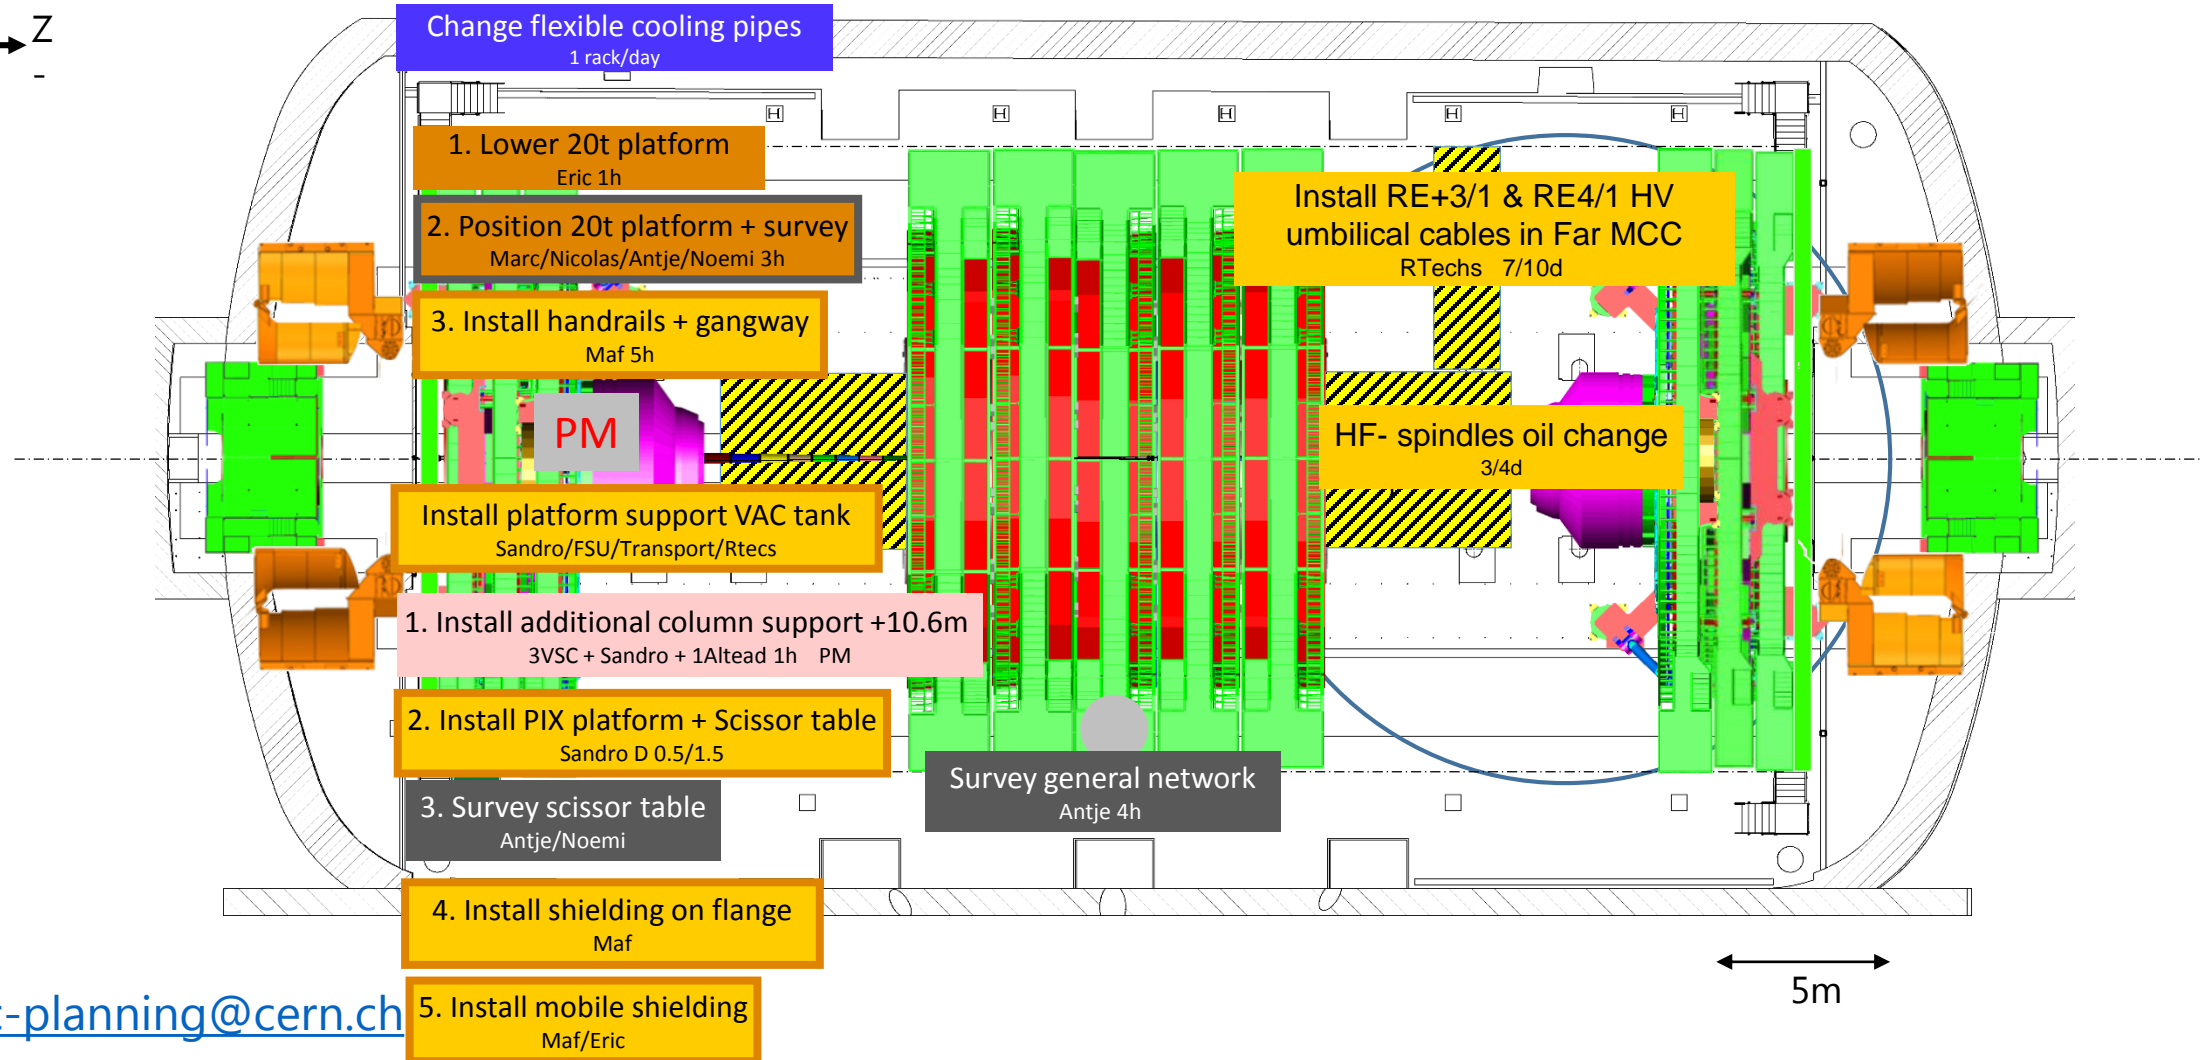 Z
-
Change flexible cooling pipes
1 rack/day
H
H
H
H
H
1. Lower 20t platform
Eric 1h
2. Position 20t platform + survey
Marc/Nicolas/Antje/Noemi 3h
3. Install handrails + gangway
Maf 5h
Install RE+3/1 & RE4/1 HV
umbilical cables in Far MCC
RTechs 7/10d
PM
HF- spindles oil change
3/4d
Install platform support VAC tank
Sandro/FSU/Transport/Rtecs
1. Install additional column support +10.6m
3VSC + Sandro + 1Altead 1h PM
2. Install PIX platform + Scissor table
Sandro D 0.5/1.5
3. Survey scissor table
Antje/Noemi
Survey general network
Antje 4h
4. Install shielding on flange
Maf
5m
-planning@cern.ch
5. Install mobile shielding
Maf/Eric